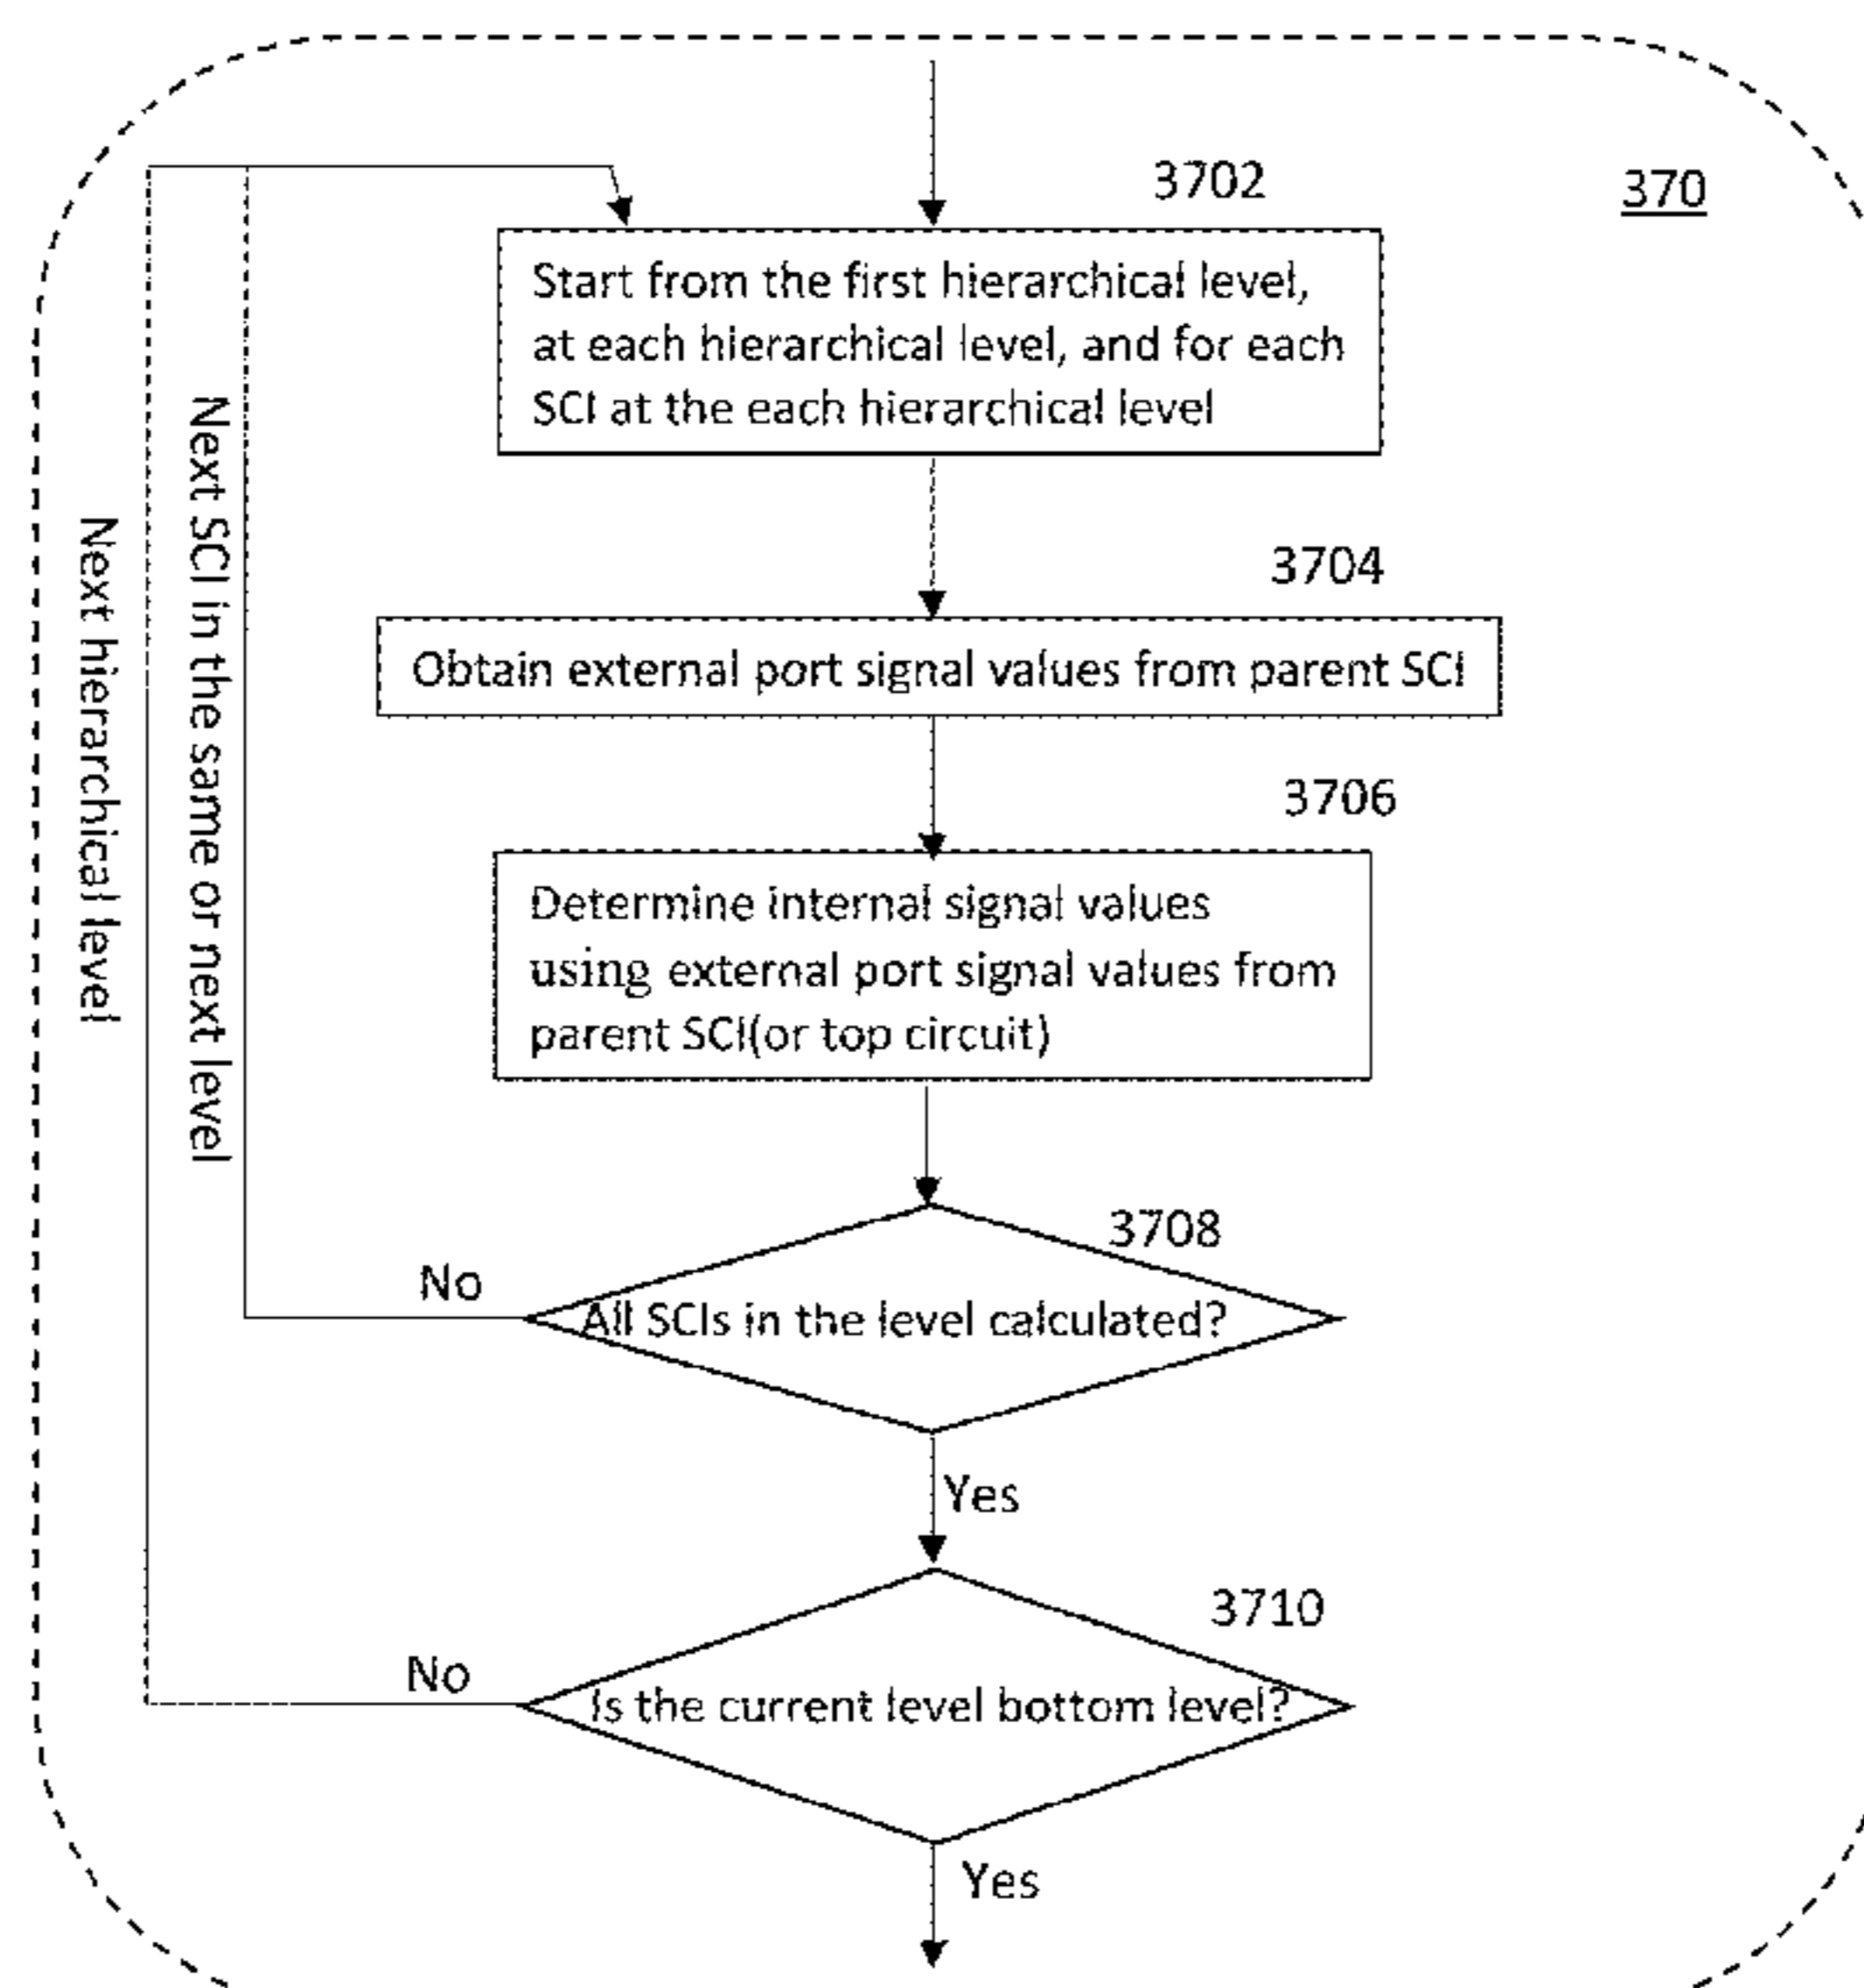 3702
370
Start from the first hierarchical level,
at each hierarchical level, and for each
SCI at the each hierarchical level
3704
Obtain external port signal values from parent SCI
3706
Determine internal signal values
using external port signal values from
parent SCI(or top circuit)
3708
No
All SCIs in the level calculated?
Yes
3710
No
Is the current level bottom level?
Yes
Next SCI in the same or next level
Next hierarchical level